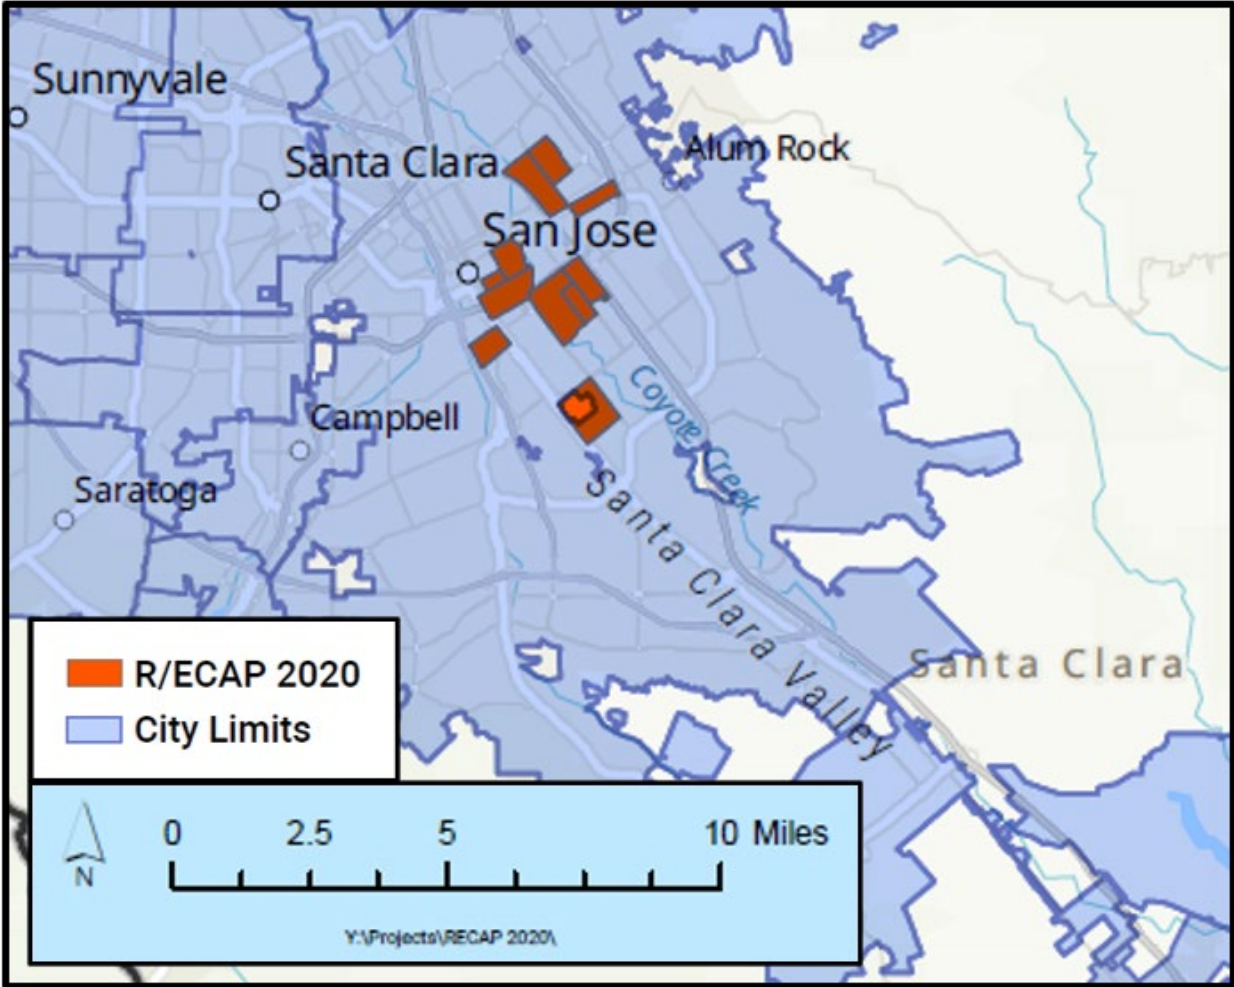 Sunnyvale
Santa Clara
Alum Rock
San Jose
Coyote Creek
Campbell
Saratoga
Santa Clara Valley
Santa Clara
R/ECAP 2020
City Limits
0 2.5 5 10 Miles
N
Y:\Projects\RECAP 2020\